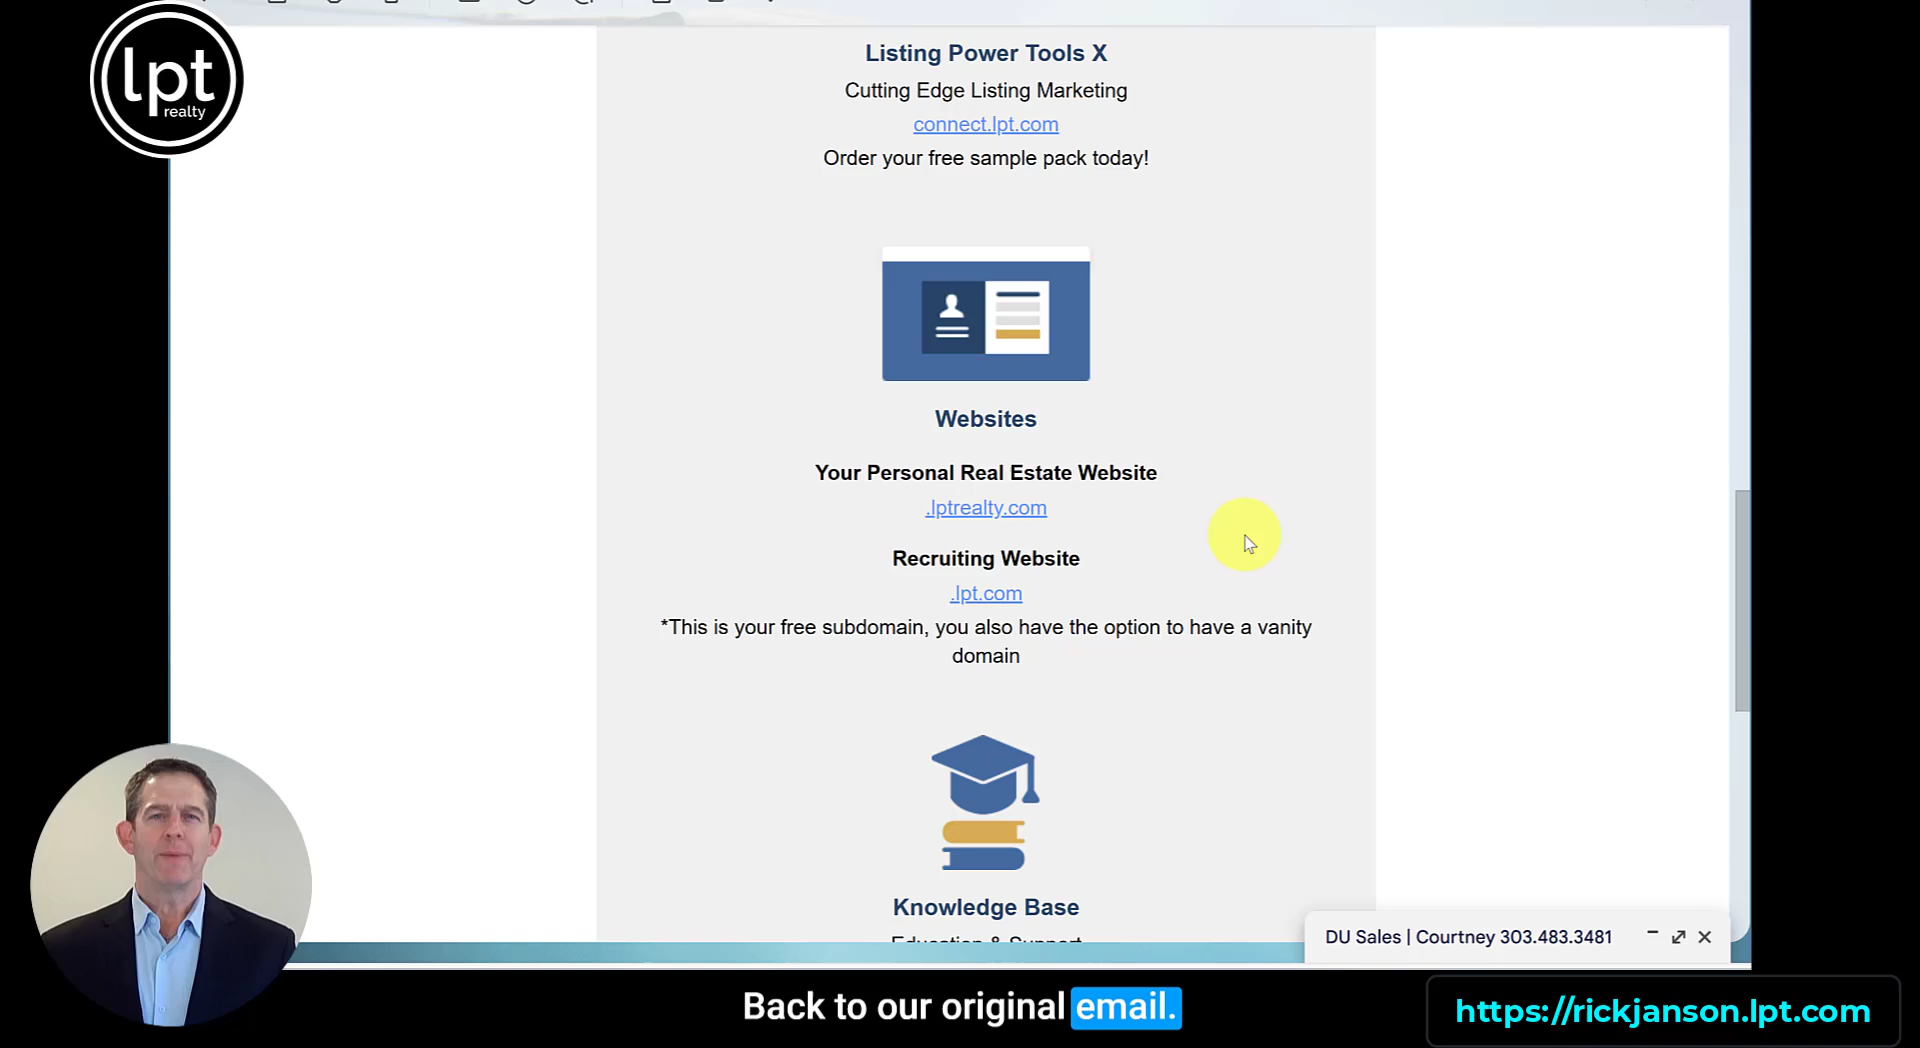 lpt
realty
Listing Power Tools X
Cutting Edge Listing Marketing
connect.lpt.com
Order your free sample pack today!
Websites
Your Personal Real Estate Website
.lptrealty.com
Recruiting Website
.lpt.com
*This is your free subdomain, you also have the option to have a vanity
domain
Knowledge Base
Education & Support
DU Sales | Courtney 303.483.3481
Back to our original email.
https://rickjanson.lpt.com